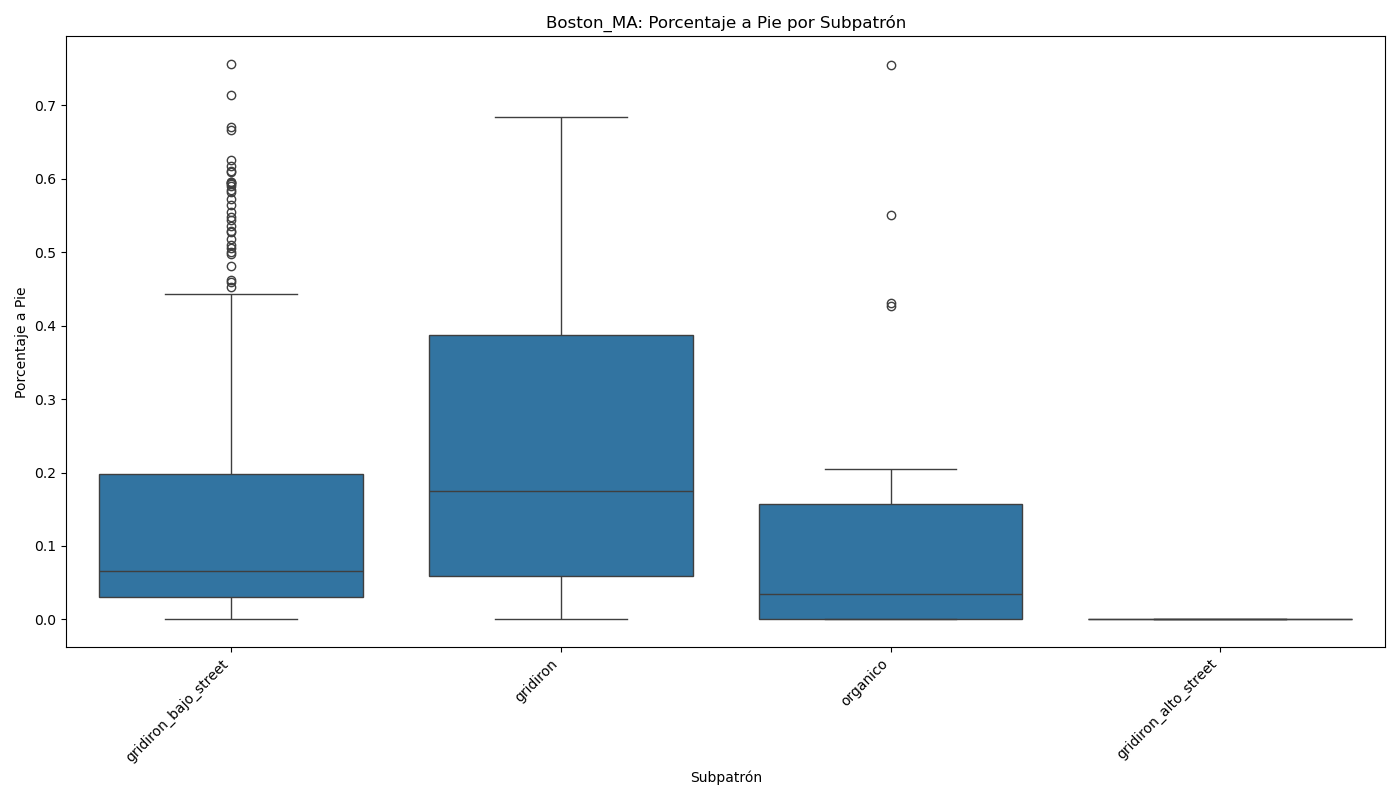 Boston_MA: Porcentaje a Pie por Subpatrón
Porcentaje a Pie
0.7
0.6
0.5
0.4
0.3
0.2
0.1
0.0
gridiron_bajo_street
gridiron
organico
gridiron_alto_street
Subpatrón